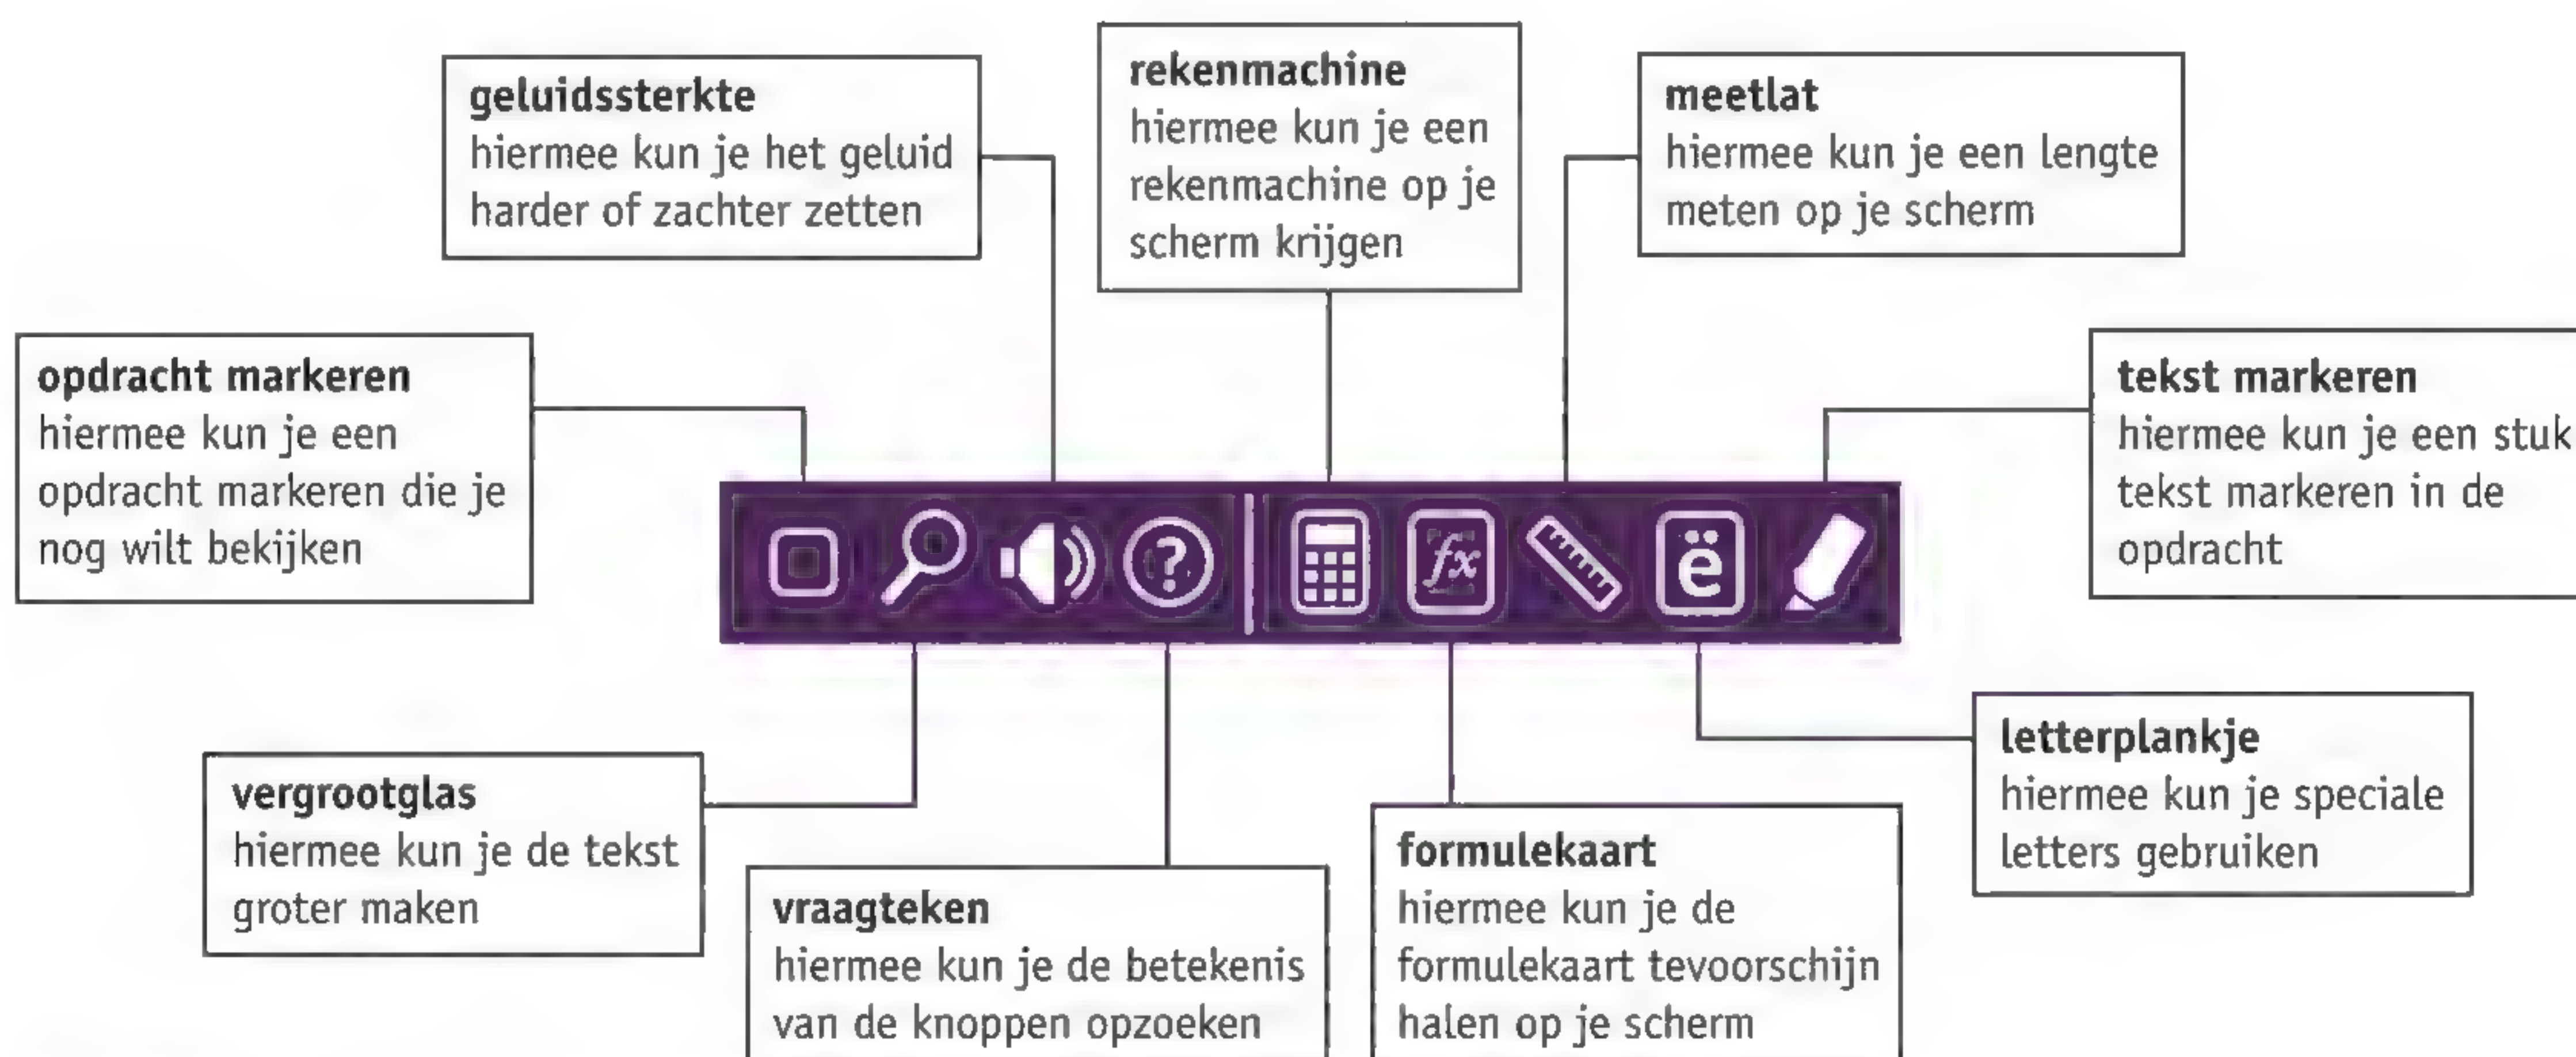 geluidssterkte
hiermee kun je het geluid
harder of zachter zetten
rekenmachine
hiermee kun je een
rekenmachine op je
scherm krijgen
meetlat
hiermee kun je een lengte
meten op je scherm
opdracht markeren
hiermee kun je een
opdracht markeren die je
nog wilt bekijken
tekst markeren
hiermee kun je een stuk
tekst markeren in de
opdracht
? fx ë
vergrootglas
hiermee kun je de tekst
groter maken
vraagteken
hiermee kun je de betekenis
van de knoppen opzoeken
formulekaart
hiermee kun je de
formulekaart tevoorschijn
halen op je scherm
letterplankje
hiermee kun je speciale
letters gebruiken